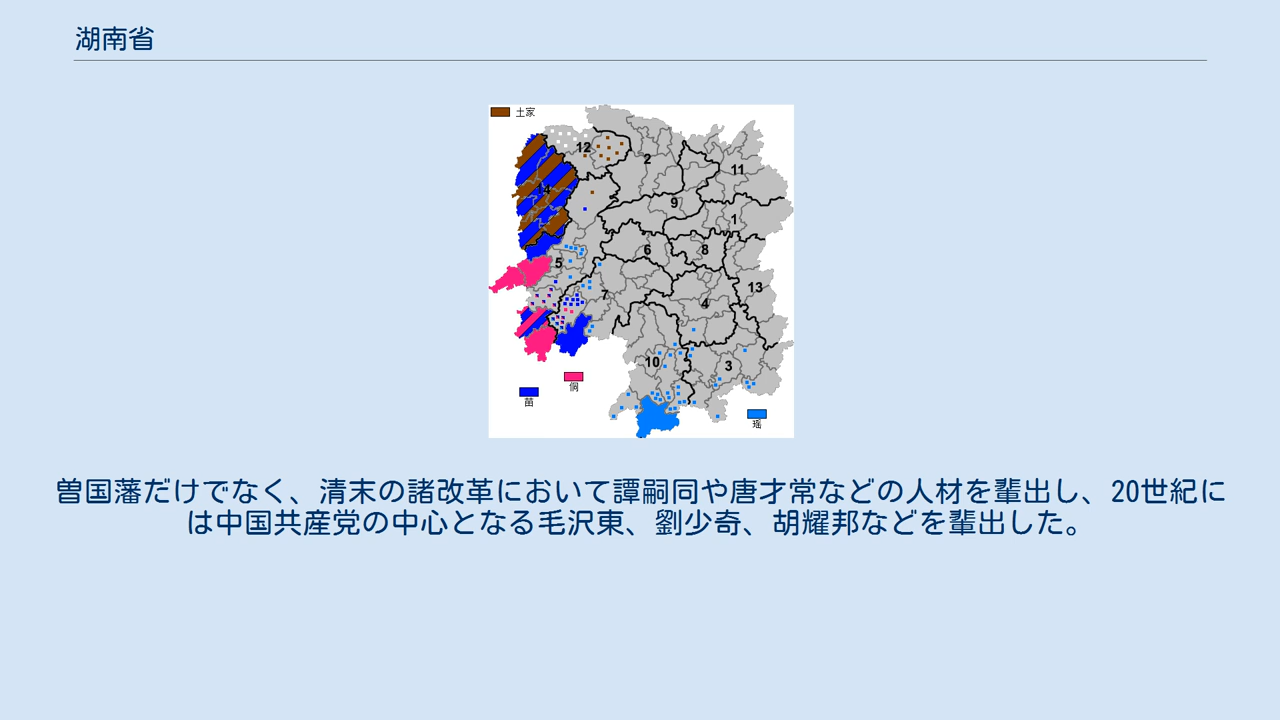 湖南省
土家
12
2
11
14
9
1
6
8
5
13
7
4
10
3
侗
苗
瑶
曽国藩だけでなく、清末の諸改革において譚嗣同や唐才常などの人材を輩出し、20世紀に
は中国共産党の中心となる毛沢東、劉少奇、胡耀邦などを輩出した。